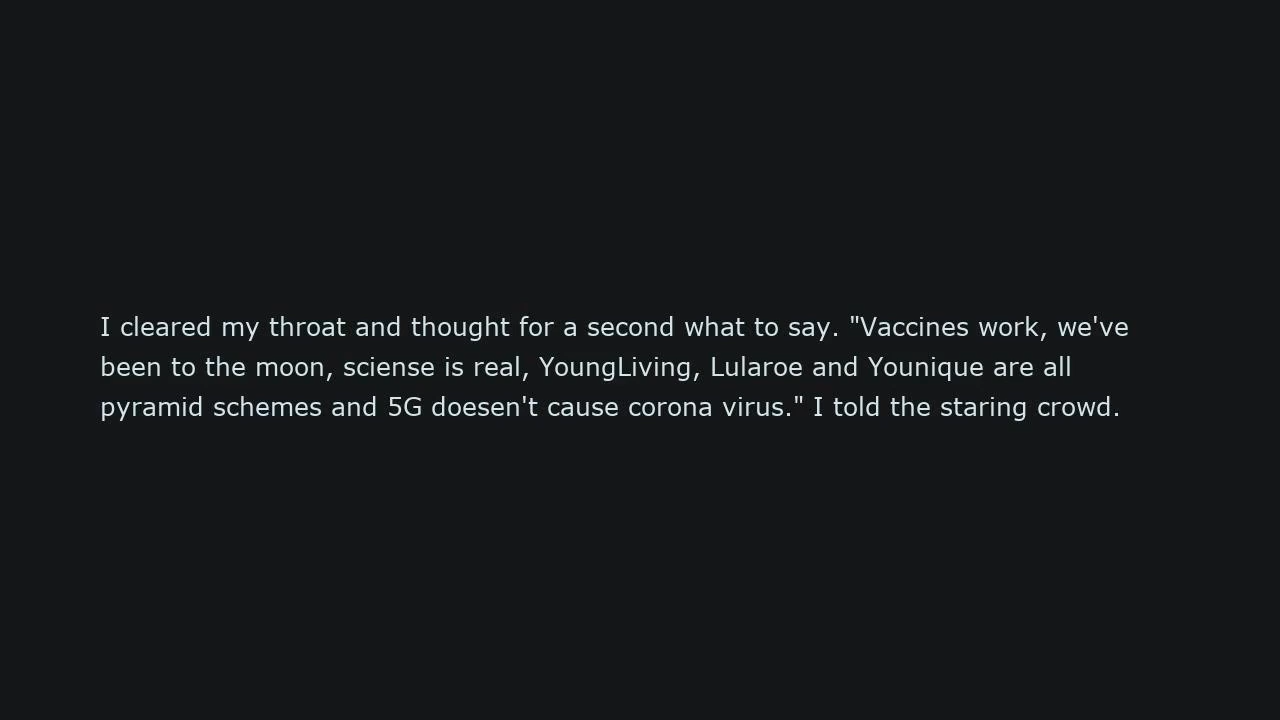 I cleared my throat and thought for a second what to say. "Vaccines work, we've
been to the moon, sciense is real, YoungLiving, Lularoe and Younique are all
pyramid schemes and 5G doesen't cause corona virus." I told the staring crowd.